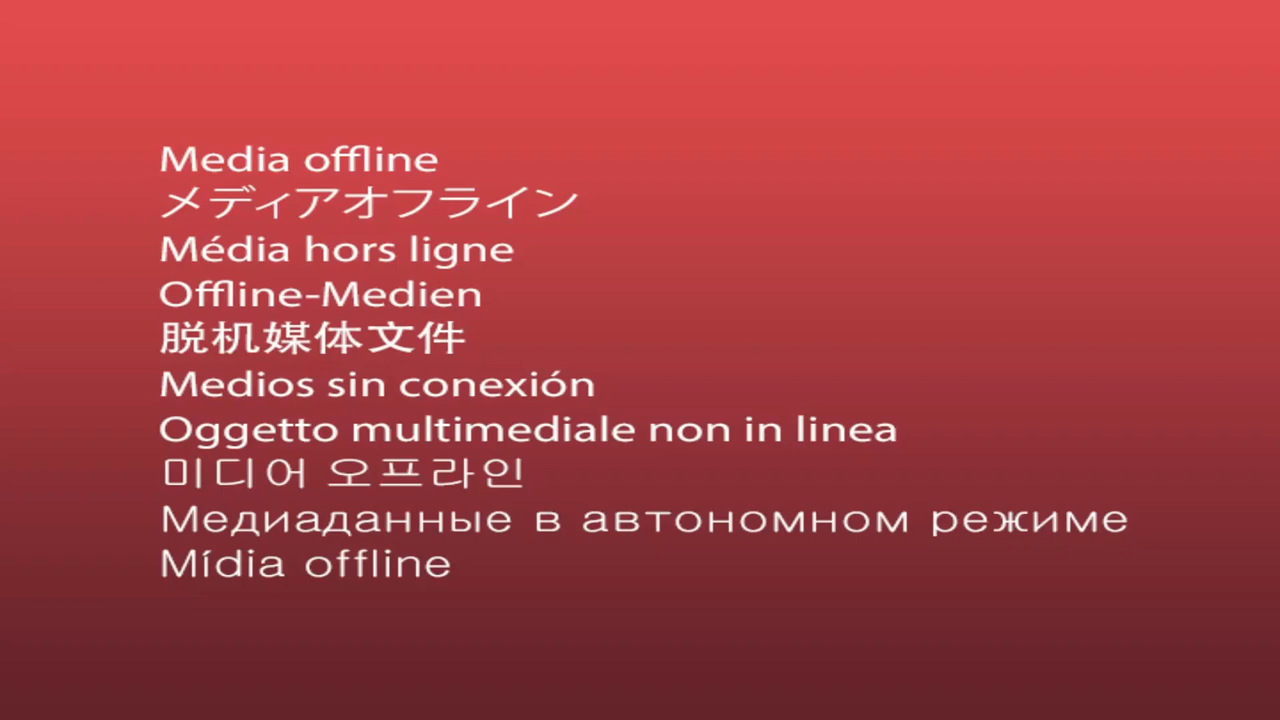 Media offline
メディアオフライン
Média hors ligne
Offline-Medien
脱机媒体文件
Medios sin conexión
Oggetto multimediale non in linea
미디어 오프라인
Медиаданные в автономном режиме
Mídia offline